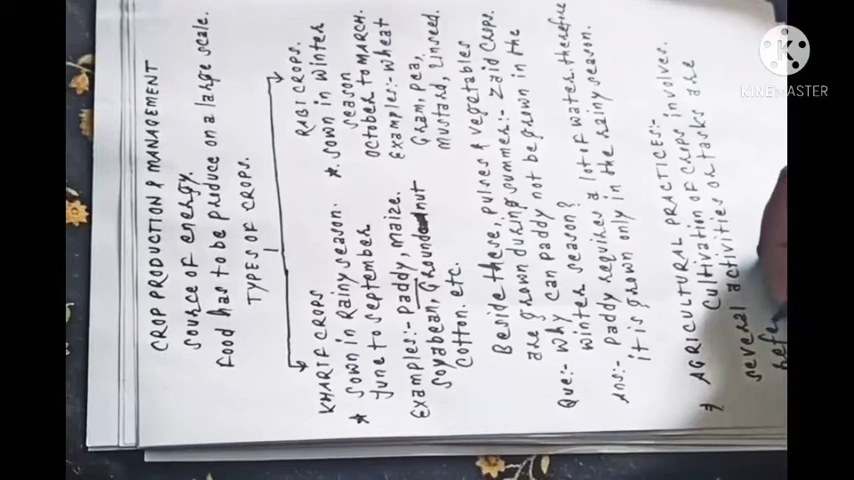 CROP PRODUCTION & MANAGEMENT
source of energy.
Food has to be produce on a large scale.
TYPES OF CROPS.
KHARIF CROPS
* Sown in Rainy season.
June to September
Examples:- Paddy, maize.
Soyabean, Groundnut
Cotton. etc.
RABI CROPS.
* Sown in winter
season
October to MARCH.
Examples:- wheat
Gram, Pea,
mustard, Linseed.
Beside these, pulses & vegetables
are grown during summer:- Zaid crops.
Que:- Why can paddy not be grown in the
winter season?
Ans:- Paddy requires a lot of water. therefore
it is grown only in the rainy season.
AGRICULTURAL PRACTICES:-
Cultivation of crops involves.
several activities or tasks are
refe
KINEMASTER